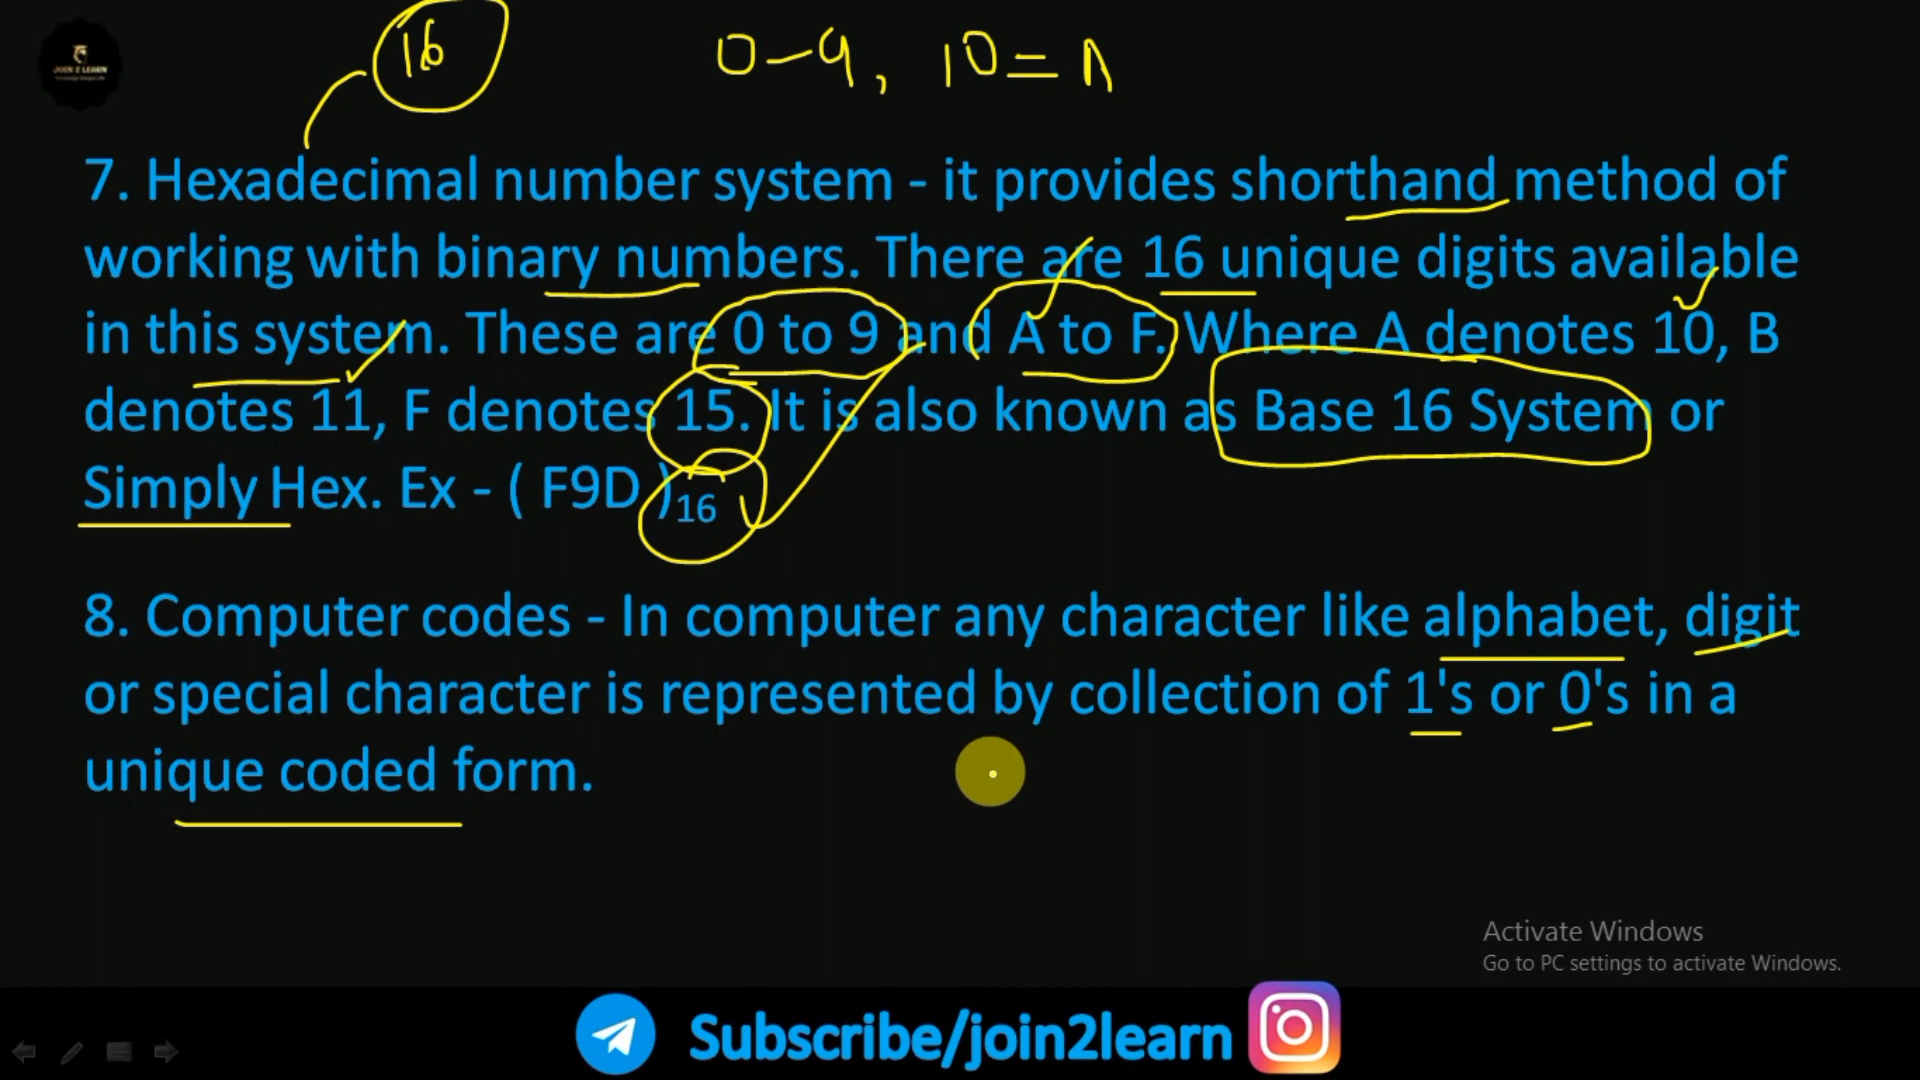 16 0-9, 10=A
JOIN 2 LEARN
7. Hexadecimal number system - it provides shorthand method of
working with binary numbers. There are 16 unique digits available
in this system. These are 0 to 9 and A to F. Where A denotes 10, B
denotes 11, F denotes 15. It is also known as Base 16 System or
Simply Hex. Ex - ( F9D )16
8. Computer codes - In computer any character like alphabet, digit
or special character is represented by collection of 1's or 0's in a
unique coded form.
Activate Windows
Go to PC settings to activate Windows.
Subscribe/join2learn